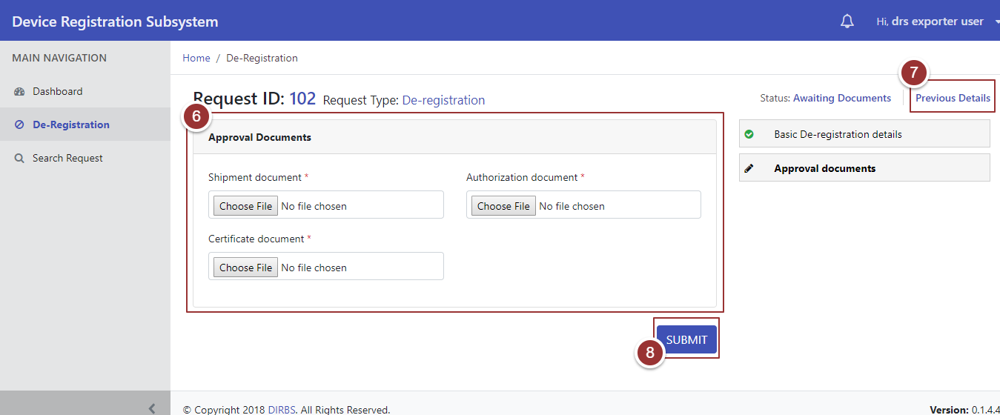 Device Registration Subsystem
Hi, drs exporter user
MAIN NAVIGATION
Home / De-Registration
7
Dashboard
Request ID: 102 Request Type: De-registration
Status: Awaiting Documents
Previous Details
6
De-Registration
Approval Documents
Basic De-registration details
Search Request
Approval documents
Shipment document *
Authorization document *
Choose File No file chosen
Choose File No file chosen
Certificate document *
Choose File No file chosen
SUBMIT
8
© Copyright 2018 DIRBS. All Rights Reserved.
Version: 0.1.4.4